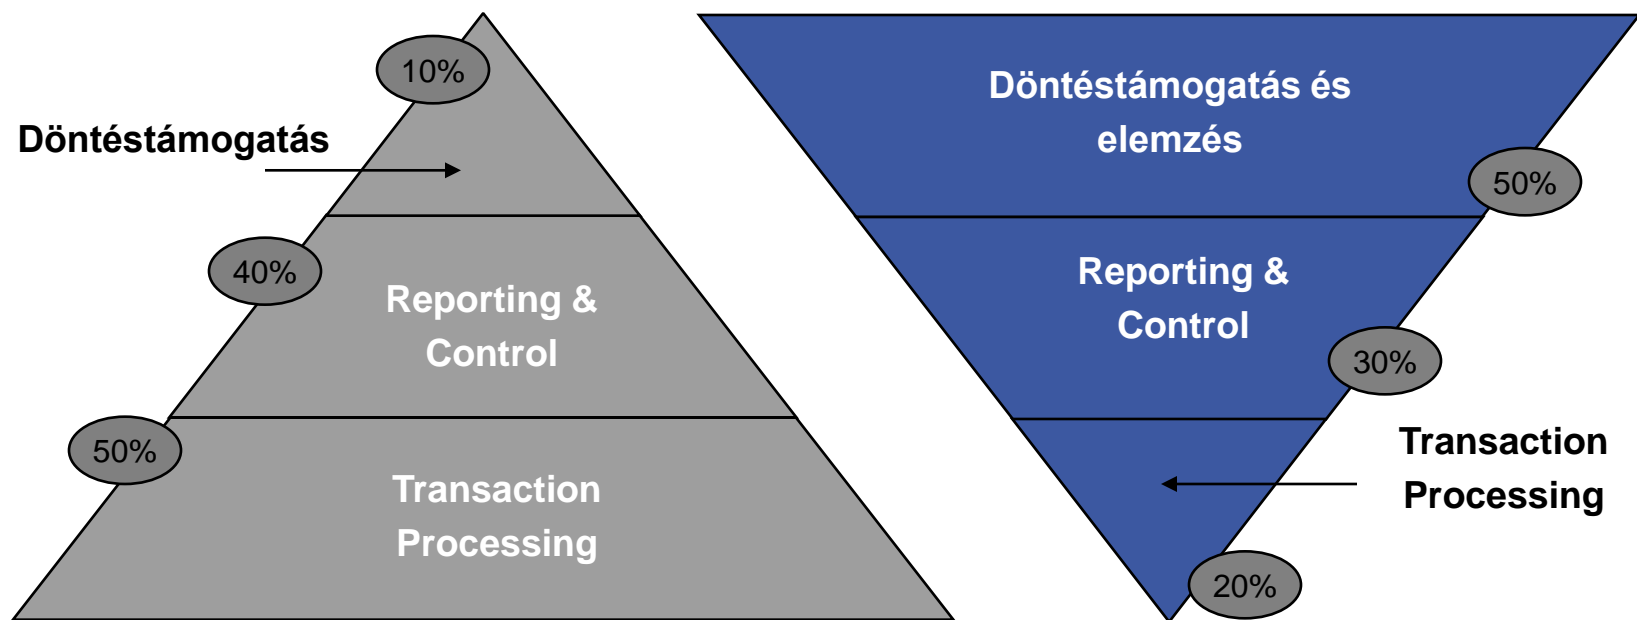 10%
Döntéstámogatás
40%
Reporting &
Control
50%
Transaction
Processing
Döntéstámogatás és
elemzés
50%
Reporting &
Control
30%
Transaction
Processing
20%